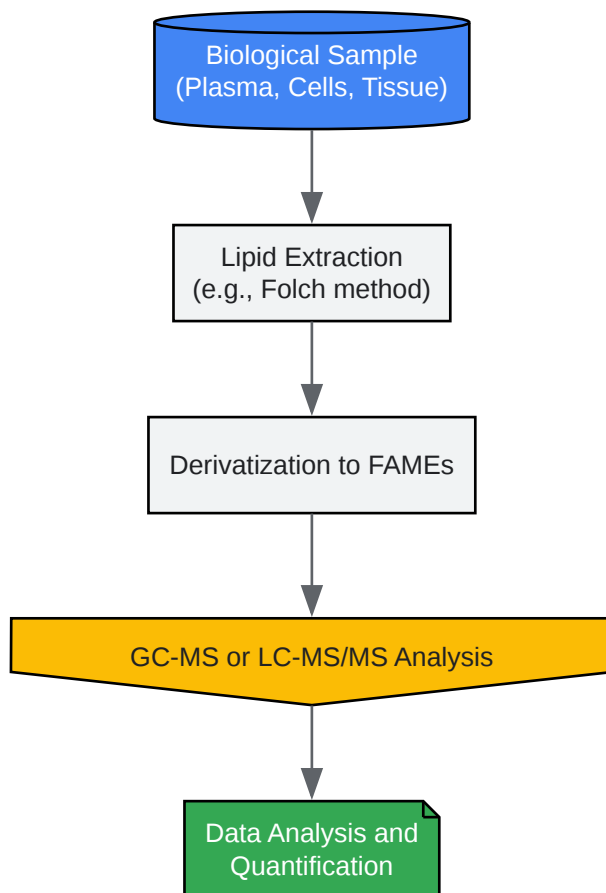 Biological Sample
(Plasma, Cells, Tissue)
Lipid Extraction
(e.g., Folch method)
Derivatization to FAMEs
GC-MS or LC-MS/MS Analysis
Data Analysis and
Quantification